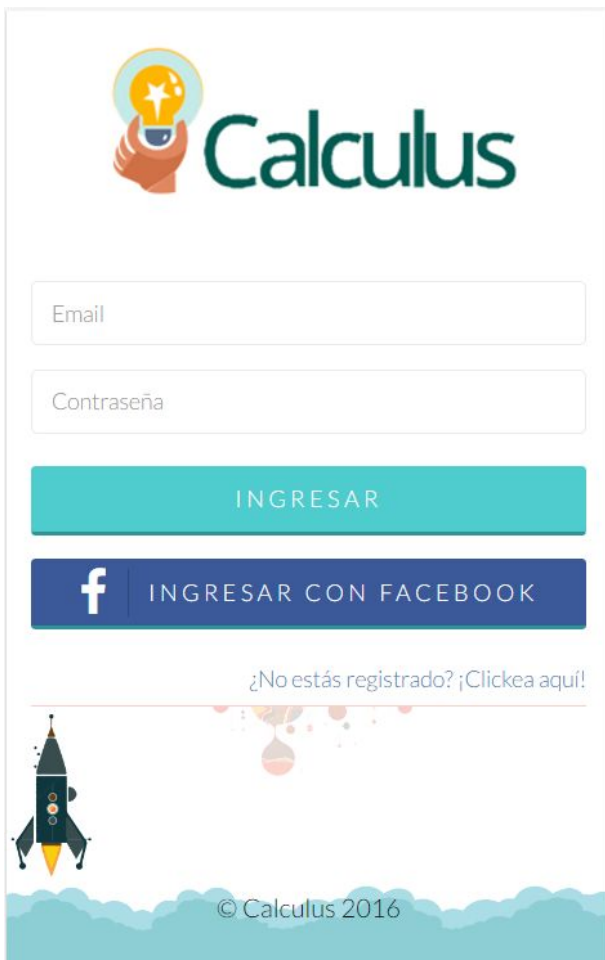 Calculus
Email
Contraseña
INGRESAR
f INGRESAR CON FACEBOOK
¿No estás registrado? ¡Clickea aquí!
© Calculus 2016